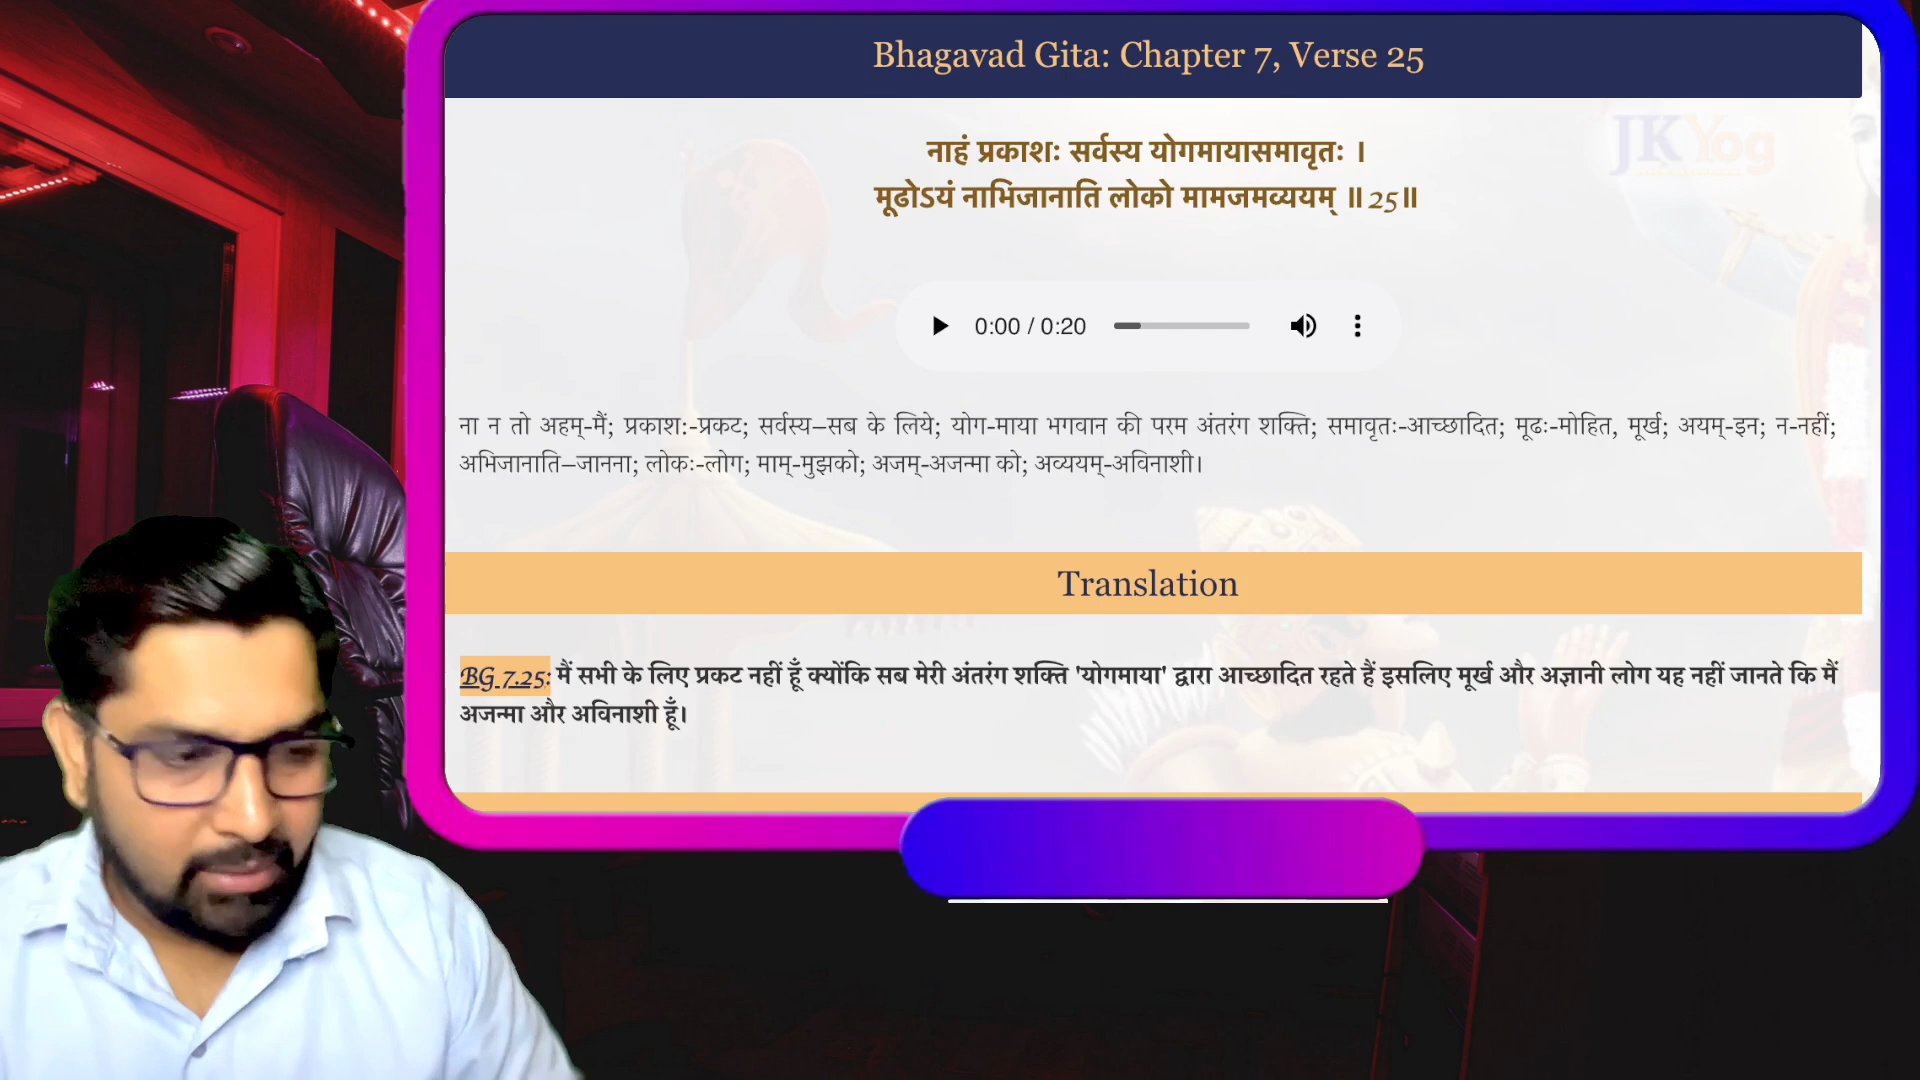 Bhagavad Gita: Chapter 7, Verse 25
JKYog
नाहं प्रकाशः सर्वस्य योगमायासमावृतः ।
मूढोऽयं नाभिजानाति लोको मामजमव्ययम् ॥25॥
0:00 / 0:20
ना न तो अहम्-मैं; प्रकाश:-प्रकट; सर्वस्य–सब के लिये; योग-माया भगवान की परम अंतरंग शक्ति; समावृतः-आच्छादित; मूढः-मोहित, मूर्ख; अयम्-इन; न-नहीं;
अभिजानाति–जानना; लोकः-लोग; माम्-मुझको; अजम्-अजन्मा को; अव्ययम्-अविनाशी।
Translation
BG 7.25: मैं सभी के लिए प्रकट नहीं हूँ क्योंकि सब मेरी अंतरंग शक्ति 'योगमाया' द्वारा आच्छादित रहते हैं इसलिए मूर्ख और अज्ञानी लोग यह नहीं जानते कि मैं
अजन्मा और अविनाशी हूँ।